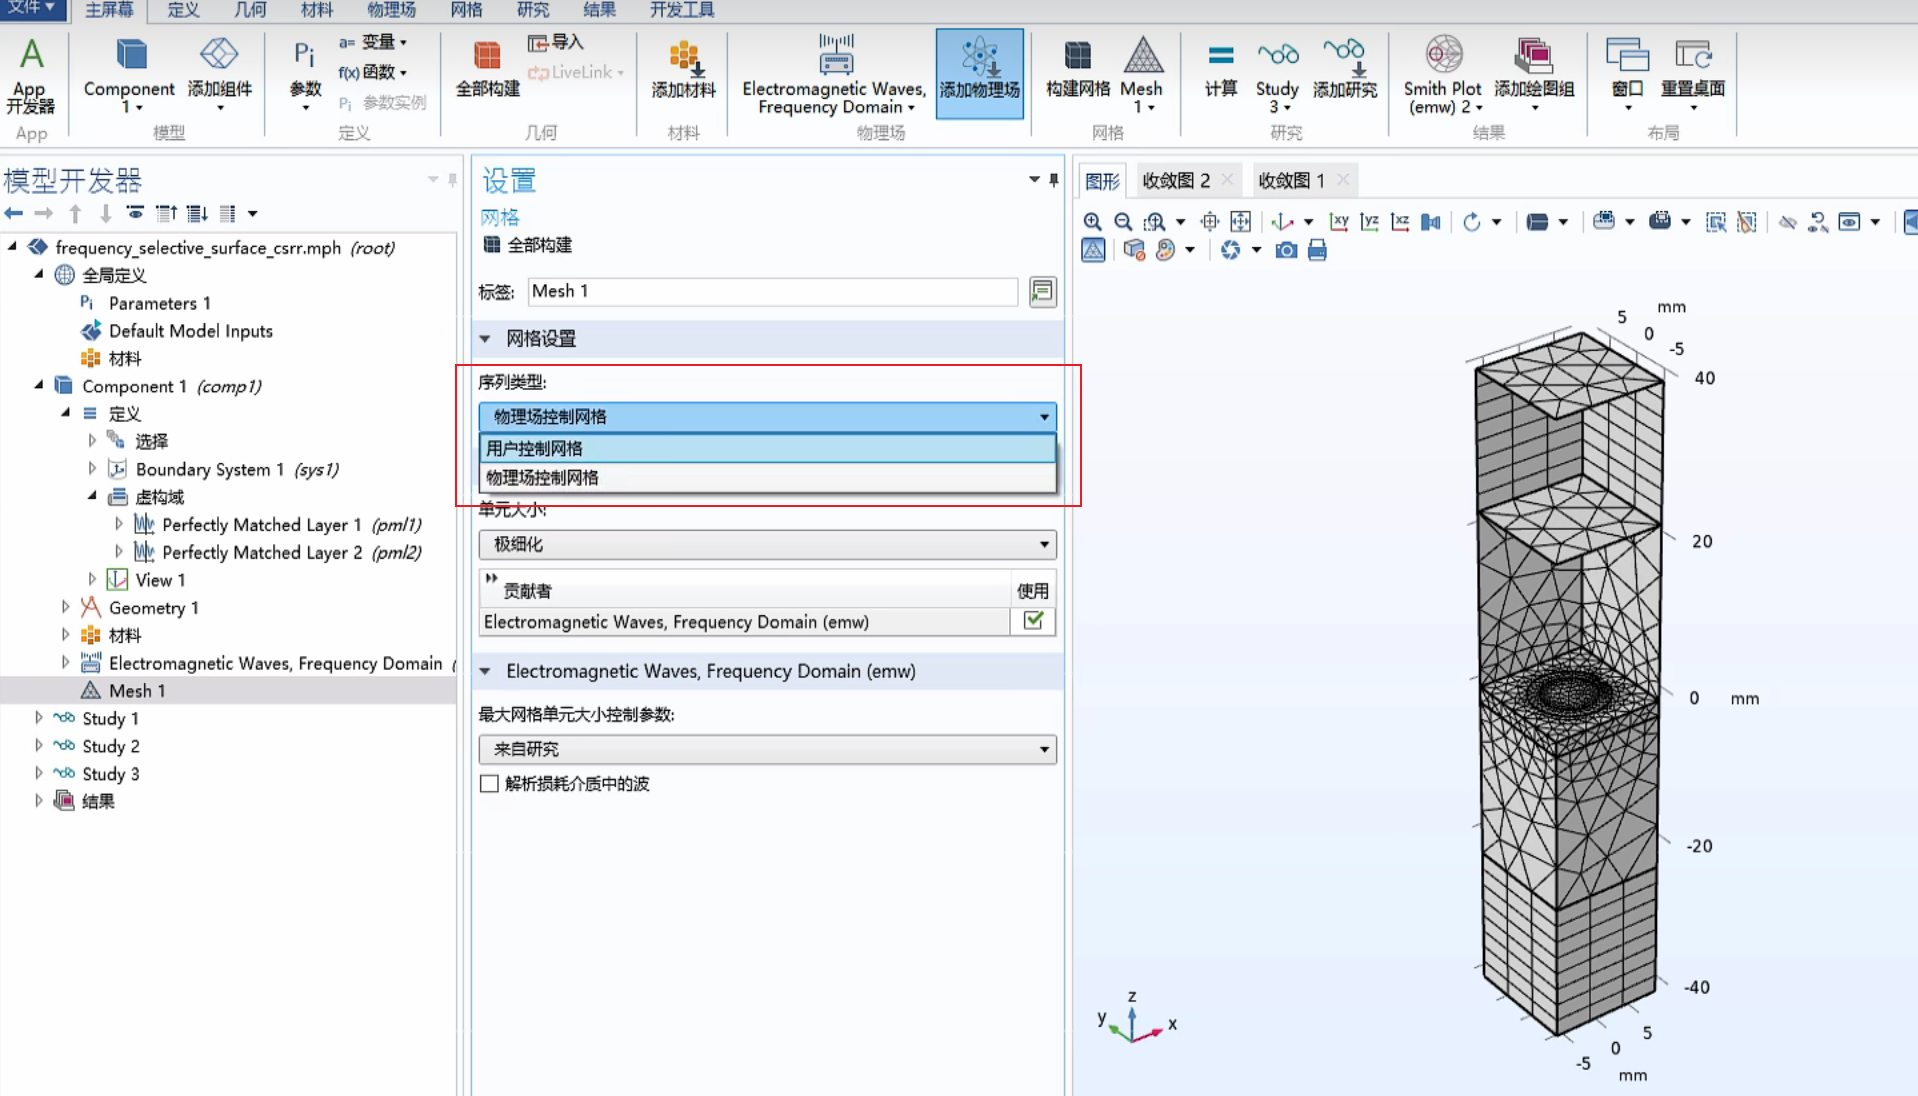 文件▾ 主屏幕 定义 几何 材料 物理场 网格 研究 结果 开发工具
App
开发器
App
Component
1
添加组件
模型
Pi
参数
a= 变量
f(x) 函数
Pi 参数实例
定义
全部构建
导入
LiveLink
几何
添加材料
材料
Electromagnetic Waves,
Frequency Domain
添加物理场
物理场
构建网格
Mesh
1
网格
计算
Study
3
添加研究
研究
Smith Plot
(emw) 2
添加绘图组
结果
窗口
重置桌面
布局
模型开发器
frequency_selective_surface_csrr.mph (root)
全局定义
Pi Parameters 1
Default Model Inputs
材料
Component 1 (comp1)
定义
选择
Boundary System 1 (sys1)
虚构域
Perfectly Matched Layer 1 (pml1)
Perfectly Matched Layer 2 (pml2)
View 1
Geometry 1
材料
Electromagnetic Waves, Frequency Domain (
Mesh 1
Study 1
Study 2
Study 3
结果
设置
网格
全部构建
标签: Mesh 1
网格设置
序列类型:
物理场控制网格
用户控制网格
物理场控制网格
单元大小:
极细化
贡献者 使用
Electromagnetic Waves, Frequency Domain (emw)
Electromagnetic Waves, Frequency Domain (emw)
最大网格单元大小控制参数:
来自研究
解析损耗介质中的波
图形 收敛图 2 收敛图 1
xy yz xz
mm
5
0
-5
40
20
0 mm
-20
-40
5
0
-5
mm
z
y
x